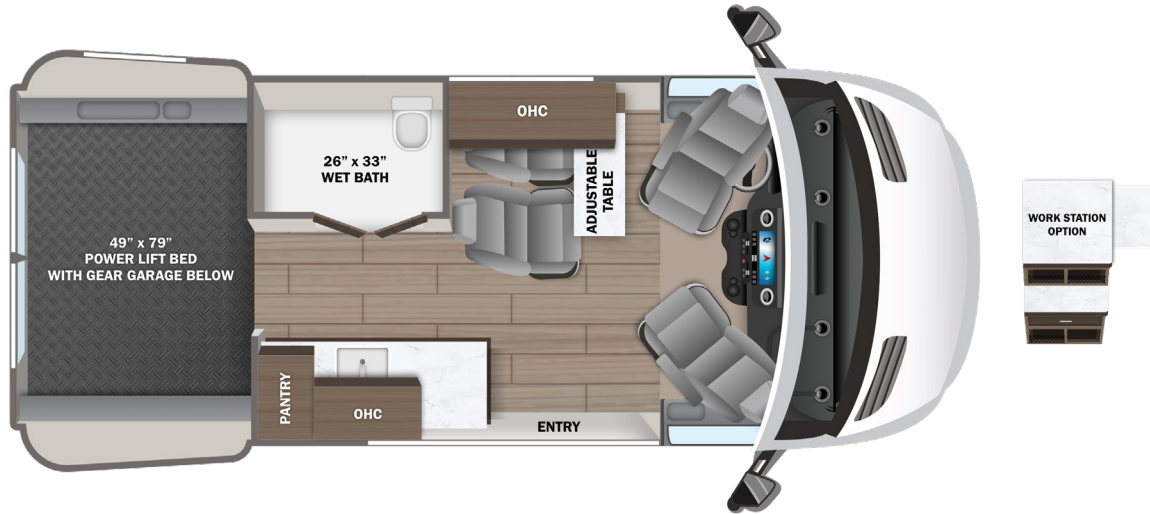 OHC
26" x 33"
WET BATH
ADJUSTABLE
TABLE
49" x 79"
POWER LIFT BED
WITH GEAR GARAGE BELOW
PANTRY
OHC
ENTRY
WORK STATION
OPTION